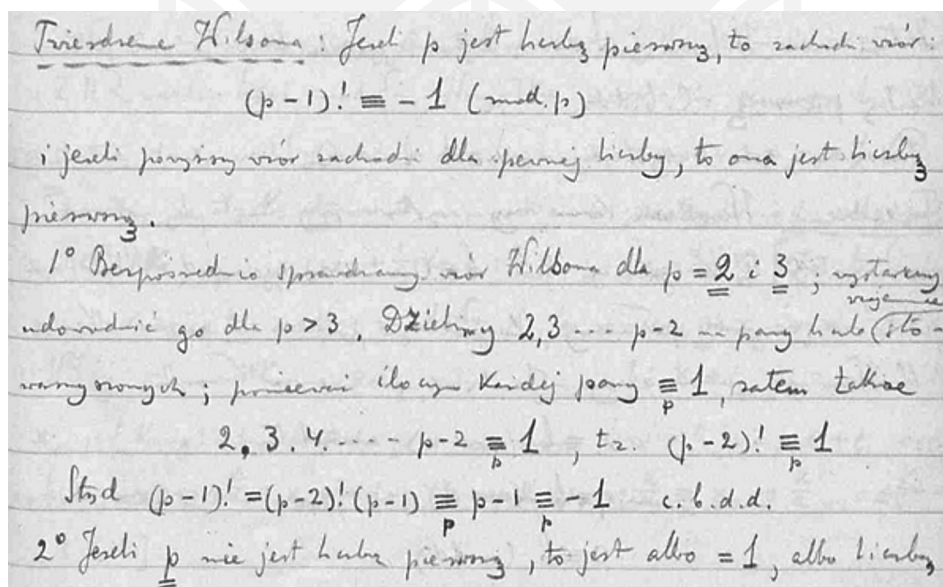 Twierdzenie Wilsona: Jeżeli p jest liczbą pierwszą, to zachodzi wzór:
(p-1)! ≡ -1 (mod. p)
i jeżeli powyższy wzór zachodzi dla pewnej liczby, to ona jest liczbą
pierwszą.
1° Bezpośrednio sprawdzamy wzór Wilsona dla p = 2 i 3, wystarczy
wzajemnie
udowodnić go dla p > 3. Dzielimy 2,3 ... p-2 na pary liczb (sto-
warzyszonych; ponieważ iloczyn każdej pary ≡ₚ 1, zatem także
2.3.4. ... p-2 ≡ₚ 1, tz. (p-2)! ≡ₚ 1
Stąd (p-1)! = (p-2)! (p-1) ≡ₚ p-1 ≡ₚ -1 c.b.d.d.
2° Jeżeli p nie jest liczbą pierwszą, to jest albo = 1, albo liczbą